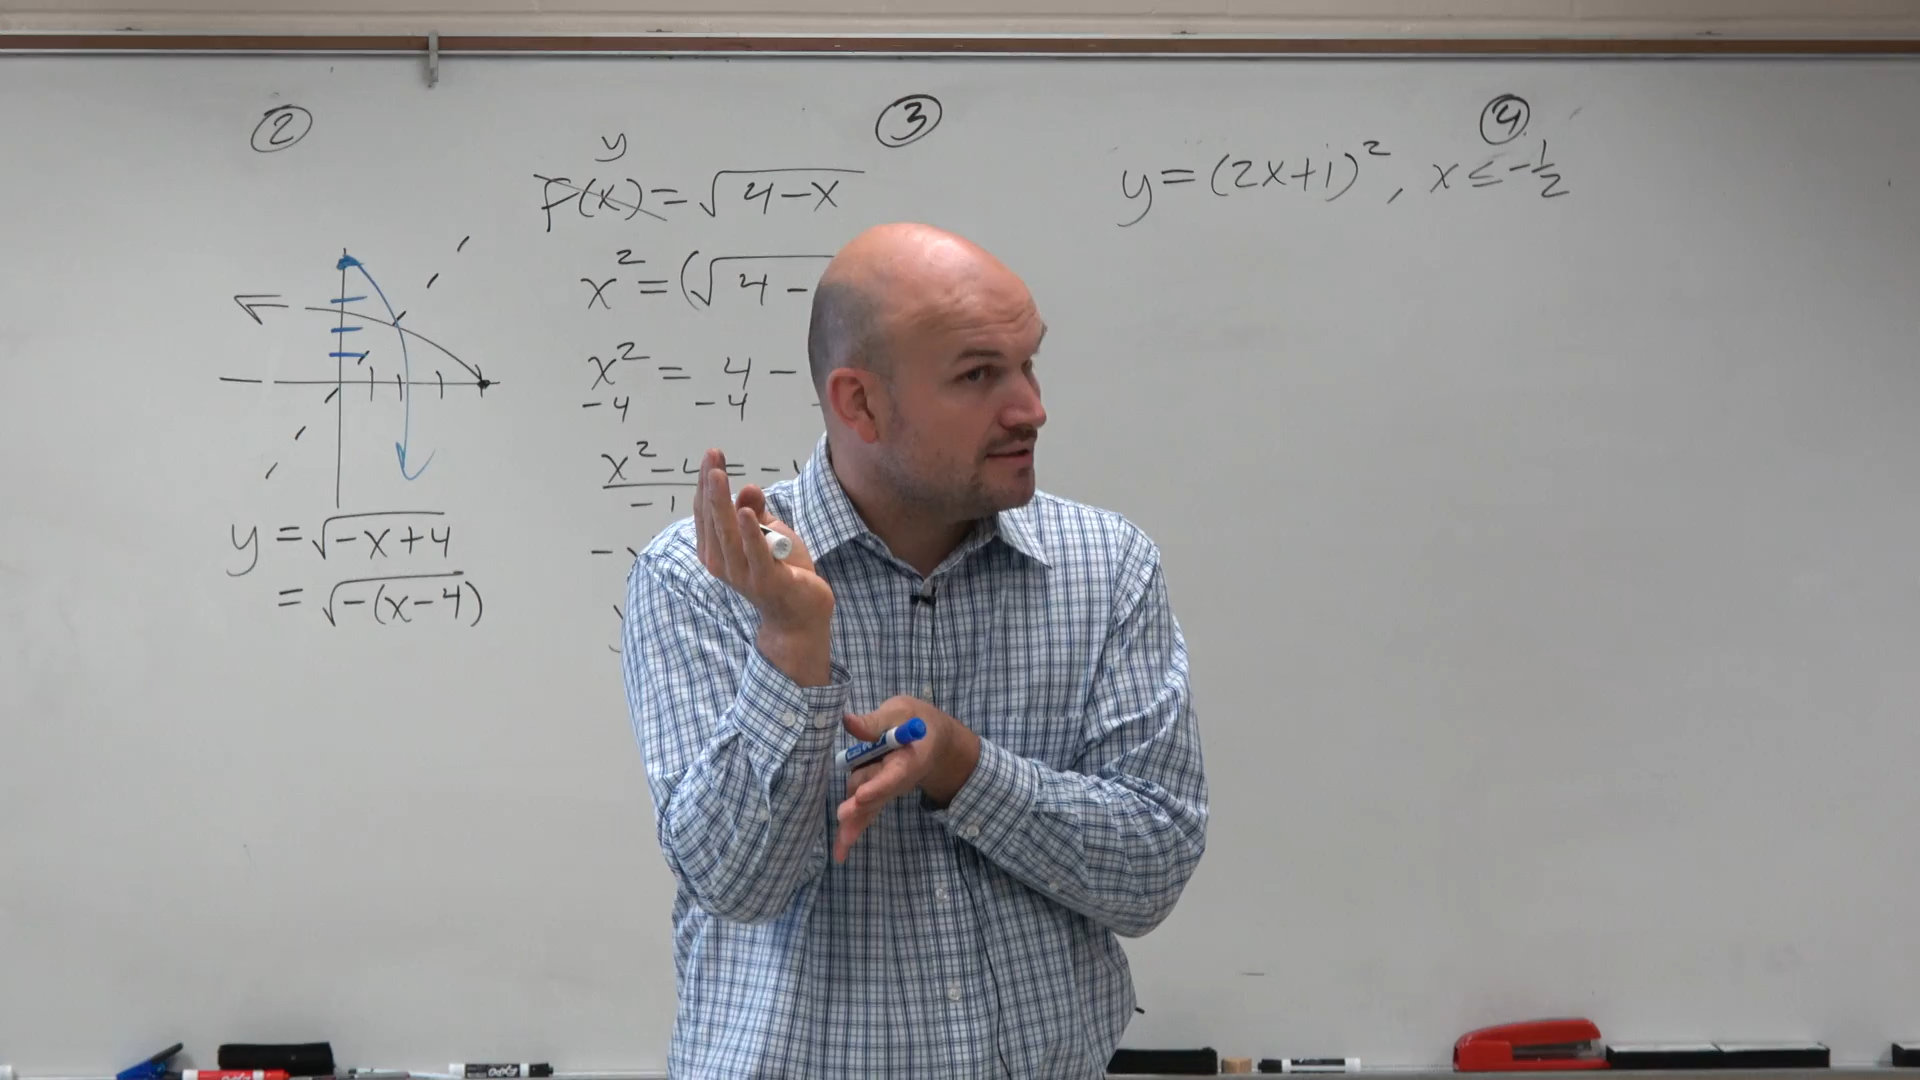 ②
y
F(x) = √4-x
x² = (√4-
x² = 4 -
-4 -4
x²-4 = -y
-1
y = √-x+4
= √-(x-4)
③
④
y = (2x+1)², x ≤ -1/2